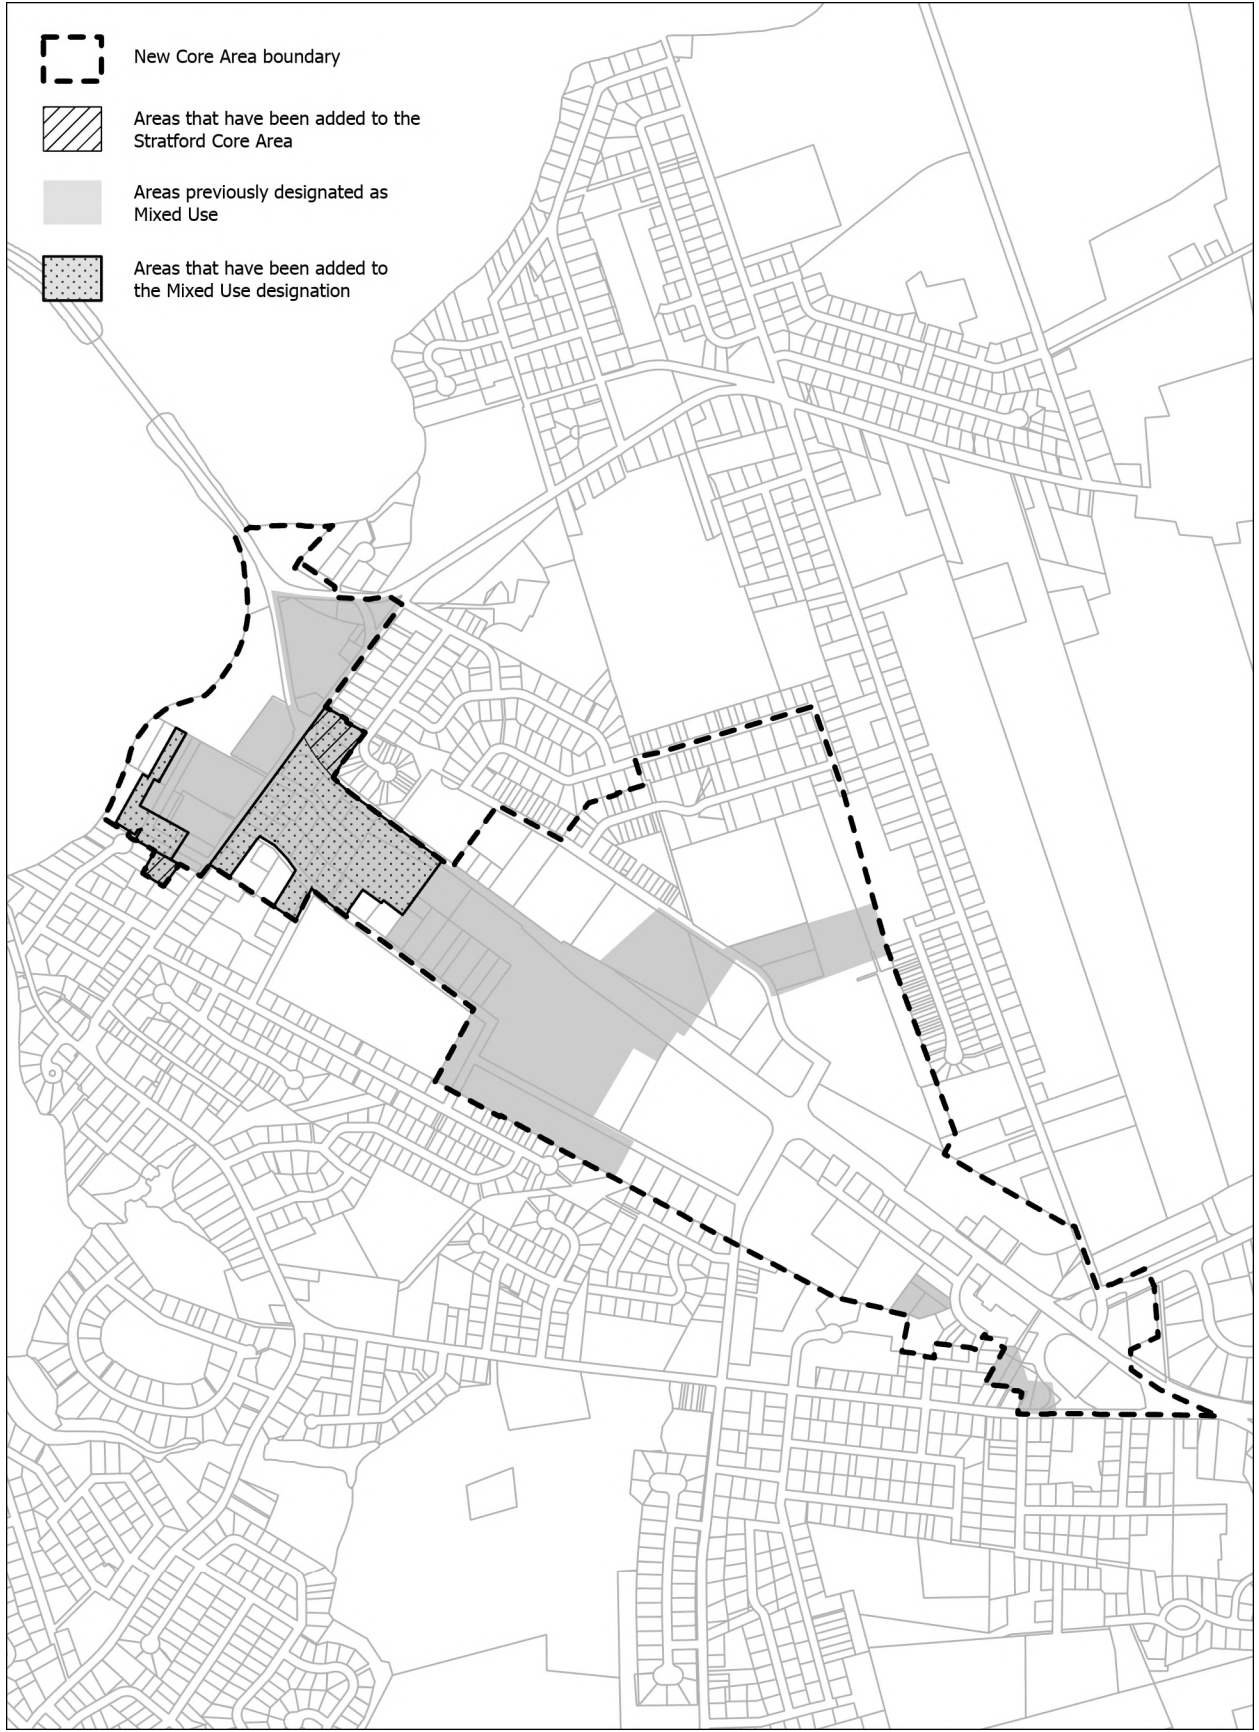 New Core Area boundary
Areas that have been added to the
Stratford Core Area
Areas previously designated as
Mixed Use
Areas that have been added to
the Mixed Use designation